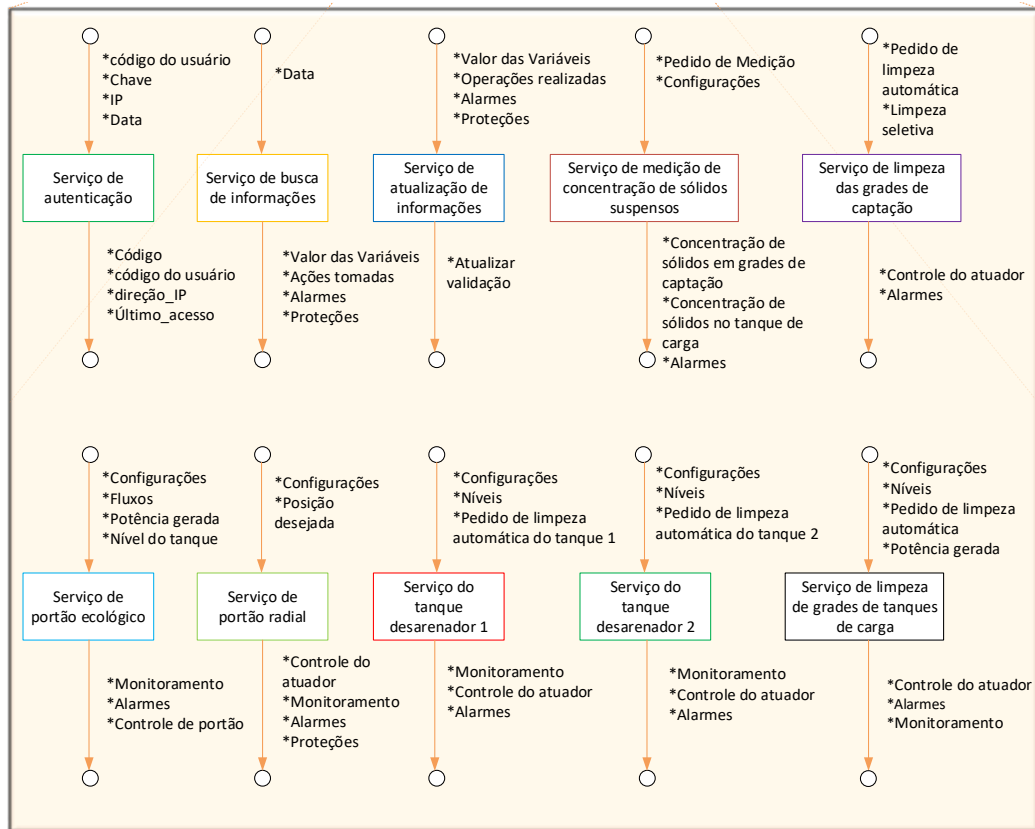 *código do usuário
*Chave
*IP
*Data
Serviço de
autenticação
*Código
*código do usuário
*direção_IP
*Último_acesso
*Data
Serviço de busca
de informações
*Valor das Variáveis
*Ações tomadas
*Alarmes
*Proteções
*Valor das Variáveis
*Operações realizadas
*Alarmes
*Proteções
Serviço de
atualização de
informações
*Atualizar
validação
*Pedido de Medição
*Configurações
Serviço de medição de
concentração de sólidos
suspensos
*Concentração de
sólidos em grades de
captação
*Concentração de
sólidos no tanque de
carga
*Alarmes
*Pedido de
limpeza
automática
*Limpeza
seletiva
Serviço de limpeza
das grades de
captação
*Controle do atuador
*Alarmes
*Configurações
*Fluxos
*Potência gerada
*Nível do tanque
Serviço de
portão ecológico
*Monitoramento
*Alarmes
*Controle de portão
*Configurações
*Posição
desejada
Serviço de
portão radial
*Controle do
atuador
*Monitoramento
*Alarmes
*Proteções
*Configurações
*Níveis
*Pedido de limpeza
automática do tanque 1
Serviço do
tanque
desarenador 1
*Monitoramento
*Controle do atuador
*Alarmes
*Configurações
*Níveis
*Pedido de limpeza
automática do tanque 2
Serviço do
tanque
desarenador 2
*Monitoramento
*Controle do atuador
*Alarmes
*Configurações
*Níveis
*Pedido de limpeza
automática
*Potência gerada
Serviço de limpeza
de grades de tanques
de carga
*Controle do atuador
*Alarmes
*Monitoramento